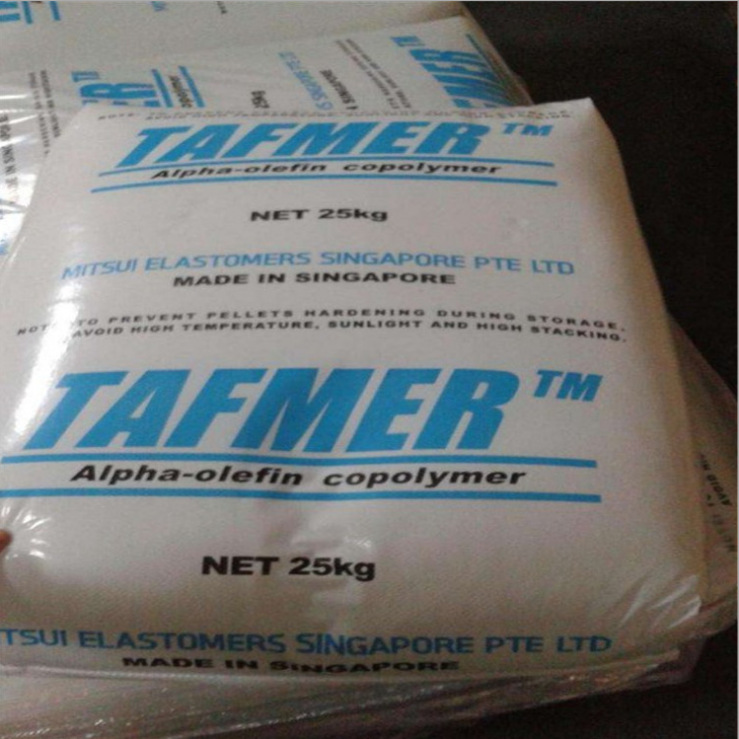 TAFMER™
Alpha-olefin copolymer
NET 25kg
MITSUI ELASTOMERS SINGAPORE PTE LTD
MADE IN SINGAPORE
TO PREVENT PELLETS HARDENING DURING STORAGE,
AVOID HIGH TEMPERATURE, SUNLIGHT AND HIGH STACKING.
TAFMER™
Alpha-olefin copolymer
NET 25kg
TSUI ELASTOMERS SINGAPORE PTE LTD
MADE IN SINGAPORE